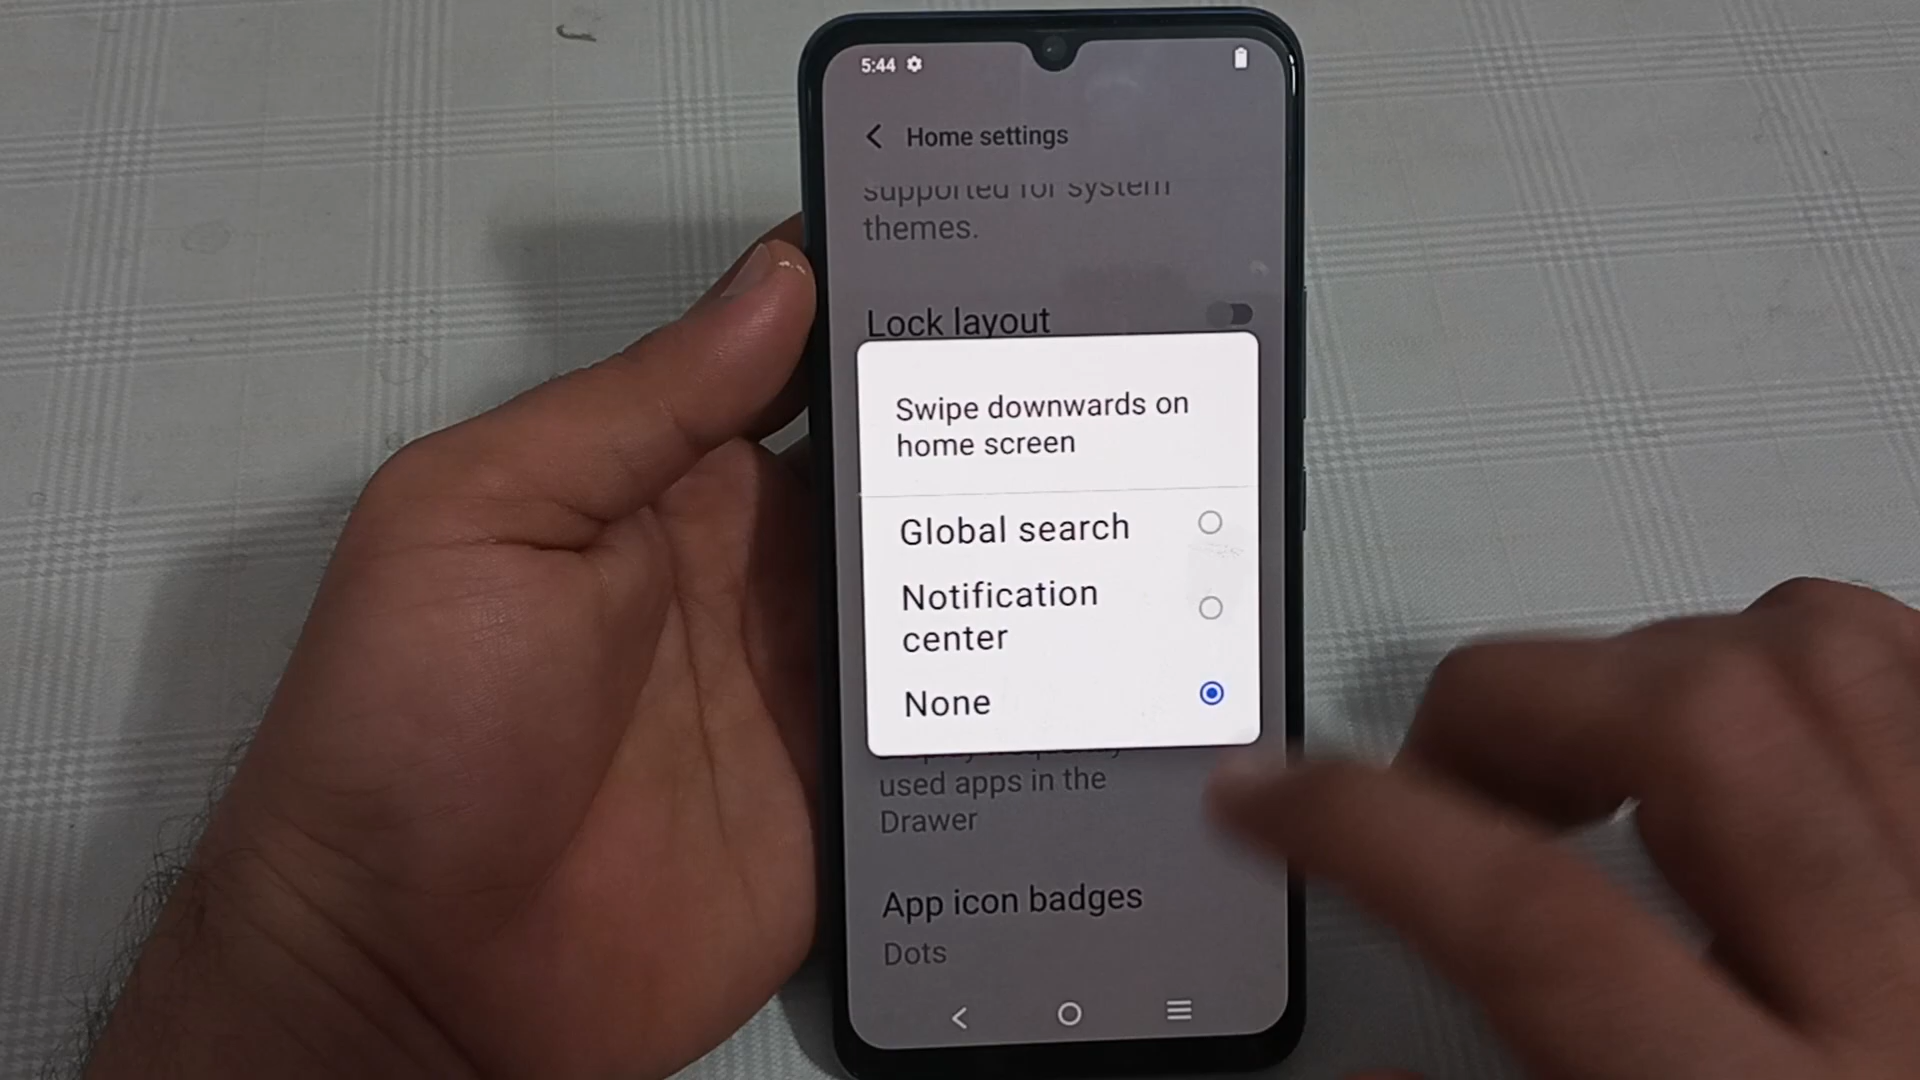 5:44
Home settings
supported for system
themes.
Lock layout
Swipe downwards on
home screen
Global search
Notification
center
None
used apps in the
Drawer
App icon badges
Dots